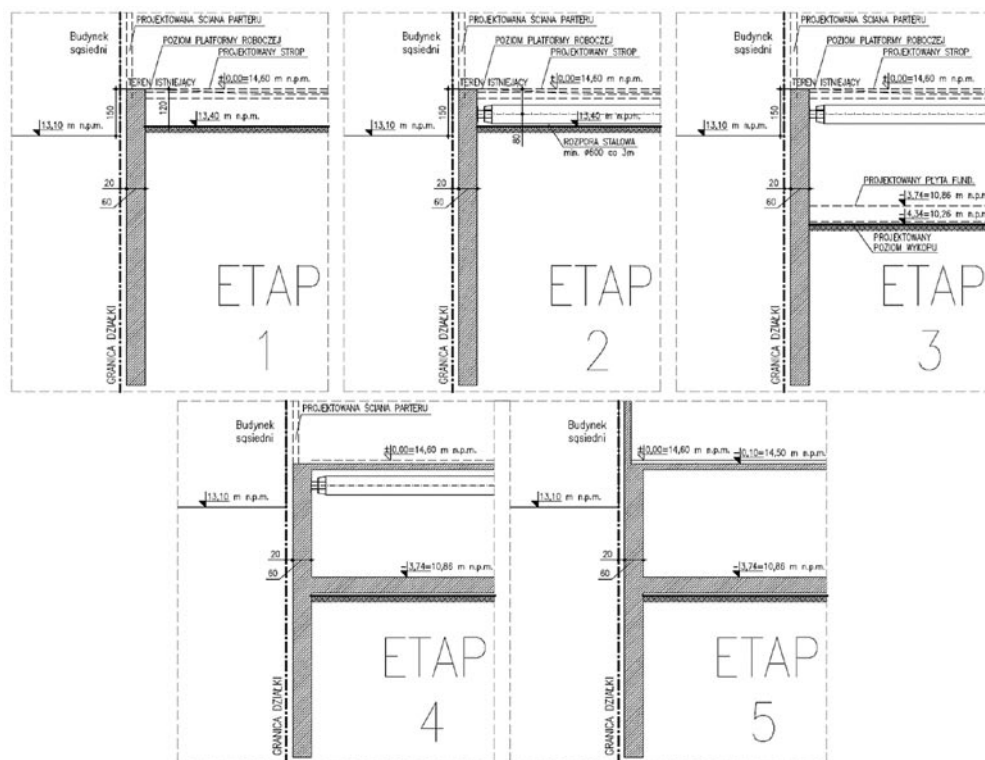 Budynek
sąsiedni
PROJEKTOWANA ŚCIANA PARTERU
POZIOM PLATFORMY ROBOCZEJ
PROJEKTOWANY STROP
TEREN ISTNIEJĄCY
±0,00=14,60 m n.p.m.
150
120
13,40 m n.p.m.
13,10 m n.p.m.
20
60
GRANICA DZIAŁKI
ETAP
1
Budynek
sąsiedni
PROJEKTOWANA ŚCIANA PARTERU
POZIOM PLATFORMY ROBOCZEJ
PROJEKTOWANY STROP
TEREN ISTNIEJĄCY
±0,00=14,60 m n.p.m.
150
13,40 m n.p.m.
13,10 m n.p.m.
80
ROZPORA STALOWA
min. ø600 co 3m
20
60
GRANICA DZIAŁKI
ETAP
2
Budynek
sąsiedni
PROJEKTOWANA ŚCIANA PARTERU
POZIOM PLATFORMY ROBOCZEJ
PROJEKTOWANY STROP
TEREN ISTNIEJĄCY
±0,00=14,60 m n.p.m.
150
13,10 m n.p.m.
20
60
PROJEKTOWANY PŁYTA FUND.
-3,74=10,86 m n.p.m.
-4,34=10,26 m n.p.m.
PROJEKTOWANY
POZIOM WYKOPU
GRANICA DZIAŁKI
ETAP
3
Budynek
sąsiedni
PROJEKTOWANA ŚCIANA PARTERU
±0,00=14,60 m n.p.m.
13,10 m n.p.m.
20
60
-3,74=10,86 m n.p.m.
GRANICA DZIAŁKI
ETAP
4
Budynek
sąsiedni
±0,00=14,60 m n.p.m.
-0,10=14,50 m n.p.m.
13,10 m n.p.m.
20
60
-3,74=10,86 m n.p.m.
GRANICA DZIAŁKI
ETAP
5